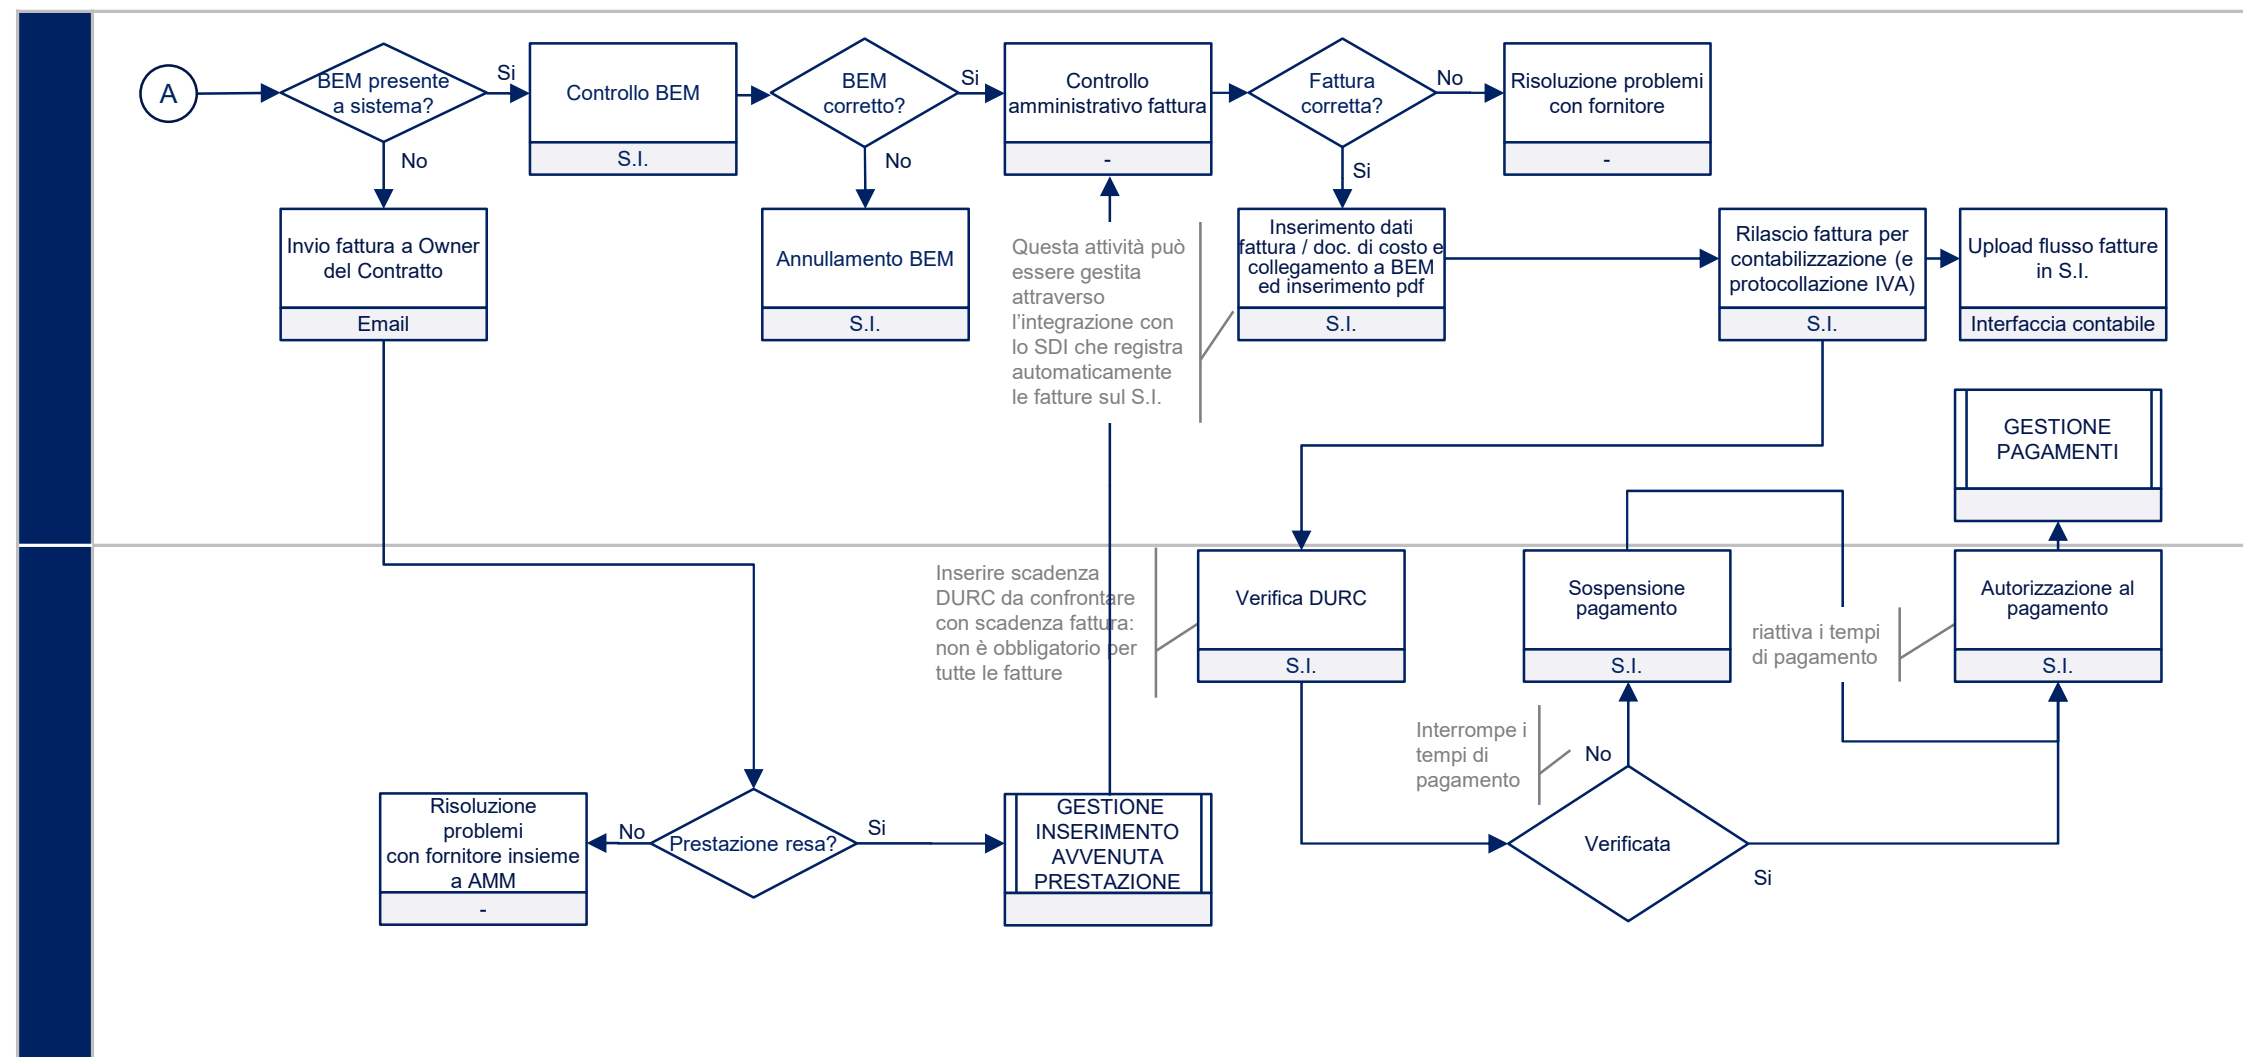 A
BEM presente
a sistema?
Si
No
Controllo BEM
S.I.
BEM
corretto?
Si
No
Controllo
amministrativo fattura
-
Fattura
corretta?
No
Si
Risoluzione problemi
con fornitore
-
Invio fattura a Owner
del Contratto
Email
Annullamento BEM
S.I.
Questa attività può
essere gestita
attraverso
l’integrazione con
lo SDI che registra
automaticamente
le fatture sul S.I.
Inserimento dati
fattura / doc. di costo e
collegamento a BEM
ed inserimento pdf
S.I.
Rilascio fattura per
contabilizzazione (e
protocollazione IVA)
S.I.
Upload flusso fatture
in S.I.
Interfaccia contabile
GESTIONE
PAGAMENTI
Inserire scadenza
DURC da confrontare
con scadenza fattura:
non è obbligatorio per
tutte le fatture
Verifica DURC
S.I.
Sospensione
pagamento
S.I.
riattiva i tempi
di pagamento
Autorizzazione al
pagamento
S.I.
Interrompe i
tempi di
pagamento
No
Verificata
Si
Risoluzione
problemi
con fornitore insieme
a AMM
-
No
Prestazione resa?
Si
GESTIONE
INSERIMENTO
AVVENUTA
PRESTAZIONE